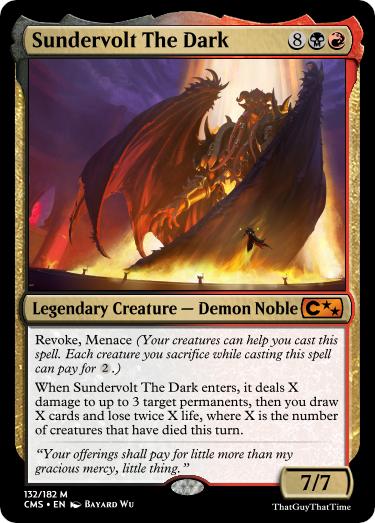 Sundervolt The Dark 8
Legendary Creature — Demon Noble C
Revoke, Menace (Your creatures can help you cast this
spell. Each creature you sacrifice while casting this spell
can pay for 2.)
When Sundervolt The Dark enters, it deals X
damage to up to 3 target permanents, then you draw
X cards and lose twice X life, where X is the number
of creatures that have died this turn.
“Your offerings shall pay for little more than my
gracious mercy, little thing.”
7/7
132/182 M
CMS • EN Bayard Wu
ThatGuyThatTime